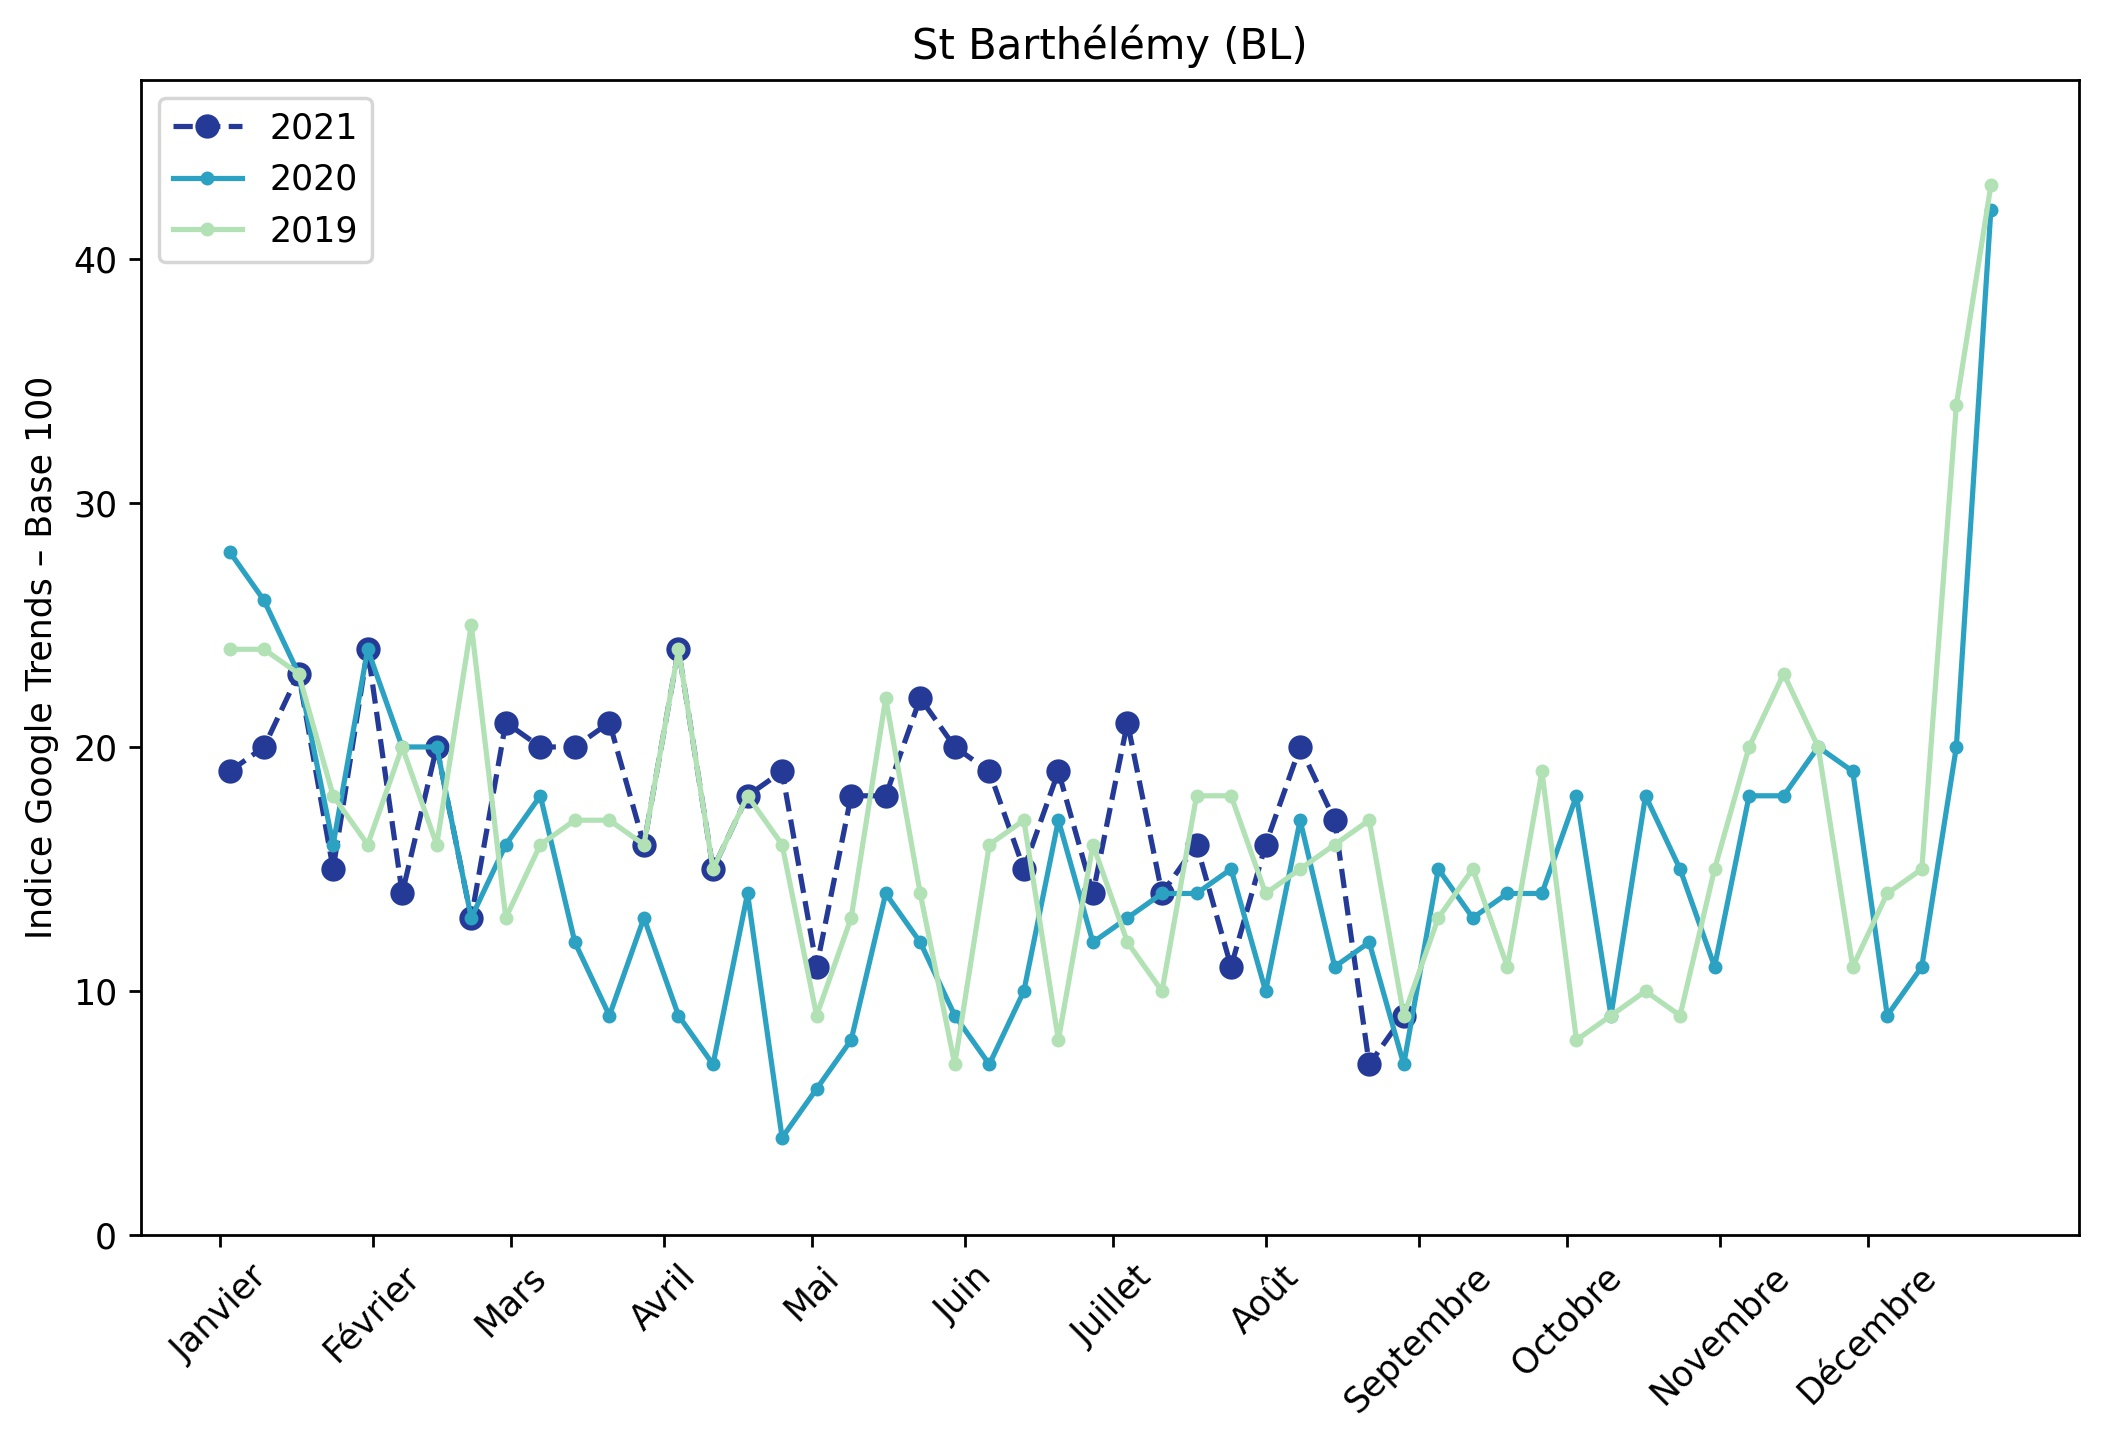 St Barthélémy (BL)
2021
2020
2019
Indice Google Trends – Base 100
40
30
20
10
0
Janvier
Février
Mars
Avril
Mai
Juin
Juillet
Août
Septembre
Octobre
Novembre
Décembre